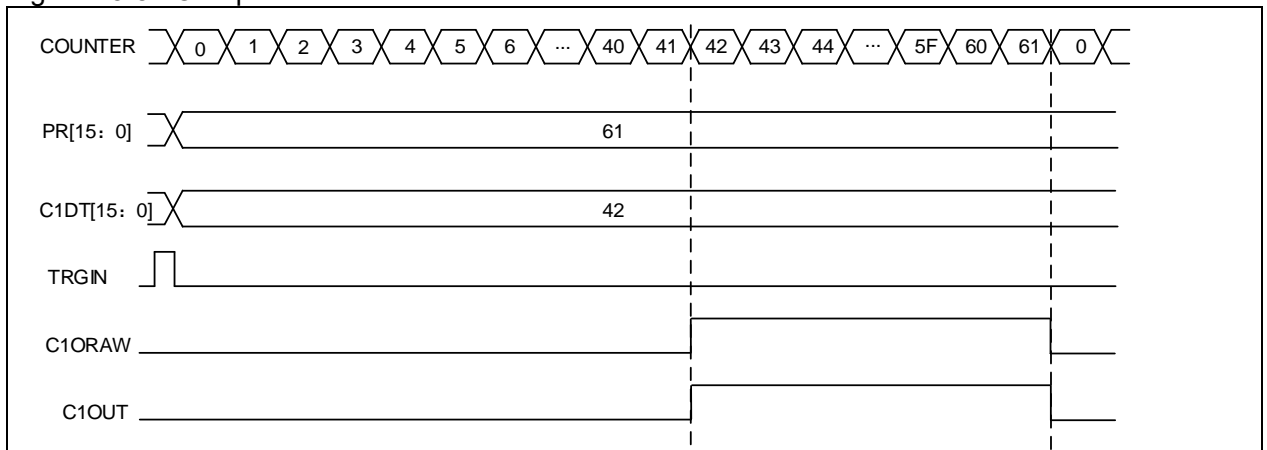 COUNTER 0 1 2 3 4 5 6 ... 40 41 42 43 44 ... 5F 60 61 0
PR[15：0] 61
C1DT[15：0] 42
TRGIN
C1ORAW
C1OUT